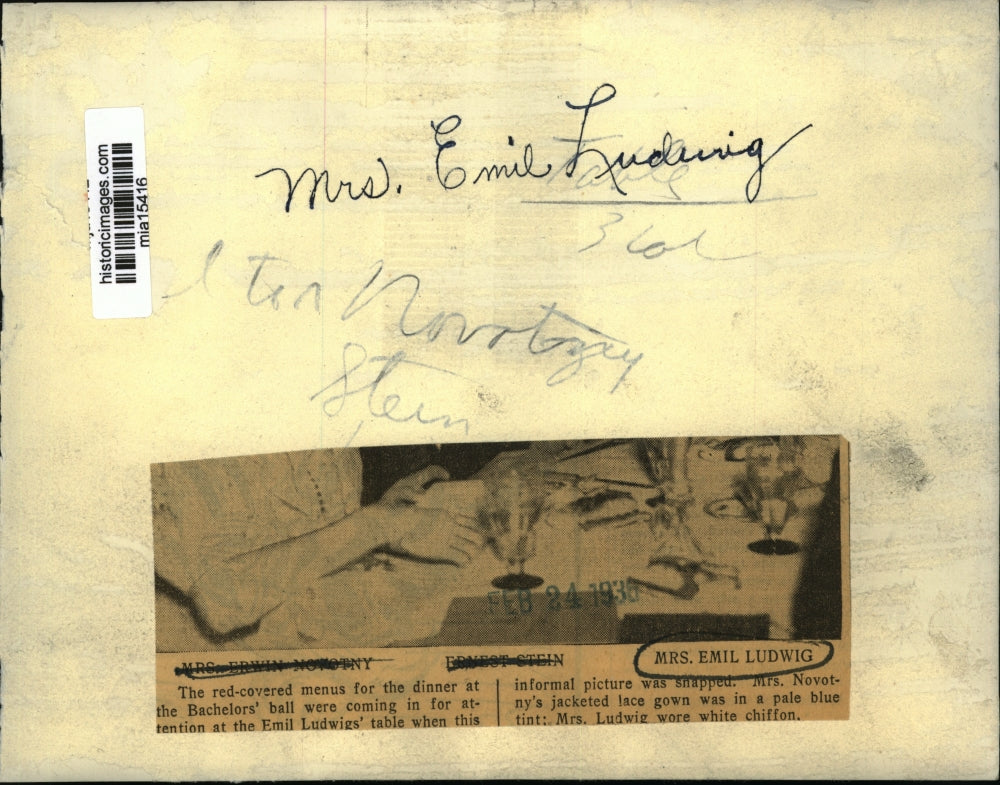 Mrs. Emil Ludwig
3 col
historicimages.com
mia15416
Novotny
Stein
FEB 24 193
MRS. ERWIN NOVOTNY
ERNEST STEIN
MRS. EMIL LUDWIG
The red-covered menus for the dinner at
the Bachelors' ball were coming in for at-
tention at the Emil Ludwigs' table when this
informal picture was snapped. Mrs. Novot-
ny's jacketed lace gown was in a pale blue
tint; Mrs. Ludwig wore white chiffon.